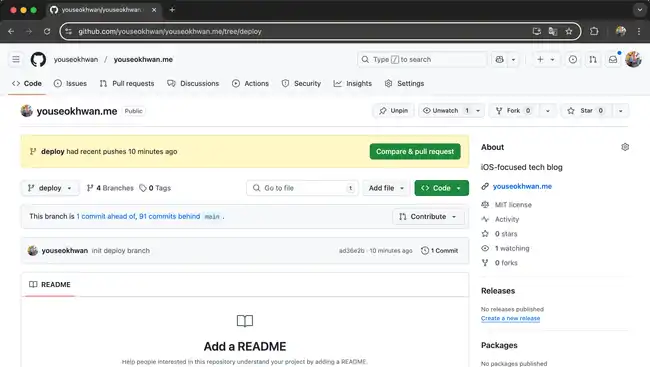 youseokhwan/youseokhwan.me
github.com/youseokhwan/youseokhwan.me/tree/deploy
youseokhwan / youseokhwan.me
Type / to search
Code
Issues
Pull requests
Discussions
Actions
Security
Insights
Settings
youseokhwan.me Public
Unpin
Unwatch 1
Fork 0
Star 0
deploy had recent pushes 10 minutes ago
Compare & pull request
deploy
4 Branches
0 Tags
Go to file t
Add file
Code
This branch is 1 commit ahead of, 91 commits behind main .
Contribute
youseokhwan init deploy branch
ad36e2b · 10 minutes ago
1 Commit
README
Add a README
Help people interested in this repository understand your project by adding a README.
About
iOS-focused tech blog
youseokhwan.me
MIT license
Activity
0 stars
1 watching
0 forks
Releases
No releases published
Create a new release
Packages
No packages published